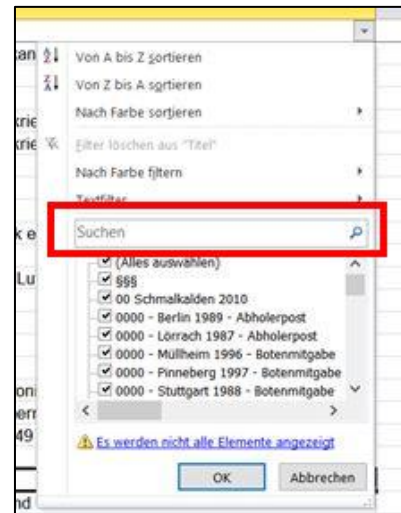 Von A bis Z sortieren
Von Z bis A sortieren
Nach Farbe sortieren
Filter löschen aus "Titel"
Nach Farbe filtern
Textfilter
Suchen
(Alles auswählen)
§§§
00 Schmalkalden 2010
0000 - Berlin 1989 - Abholerpost
0000 - Lörrach 1987 - Abholerpost
0000 - Müllheim 1996 - Botenmitgabe
0000 - Pinneberg 1997 - Botenmitgabe
0000 - Stuttgart 1988 - Botenmitgabe
Es werden nicht alle Elemente angezeigt
OK Abbrechen